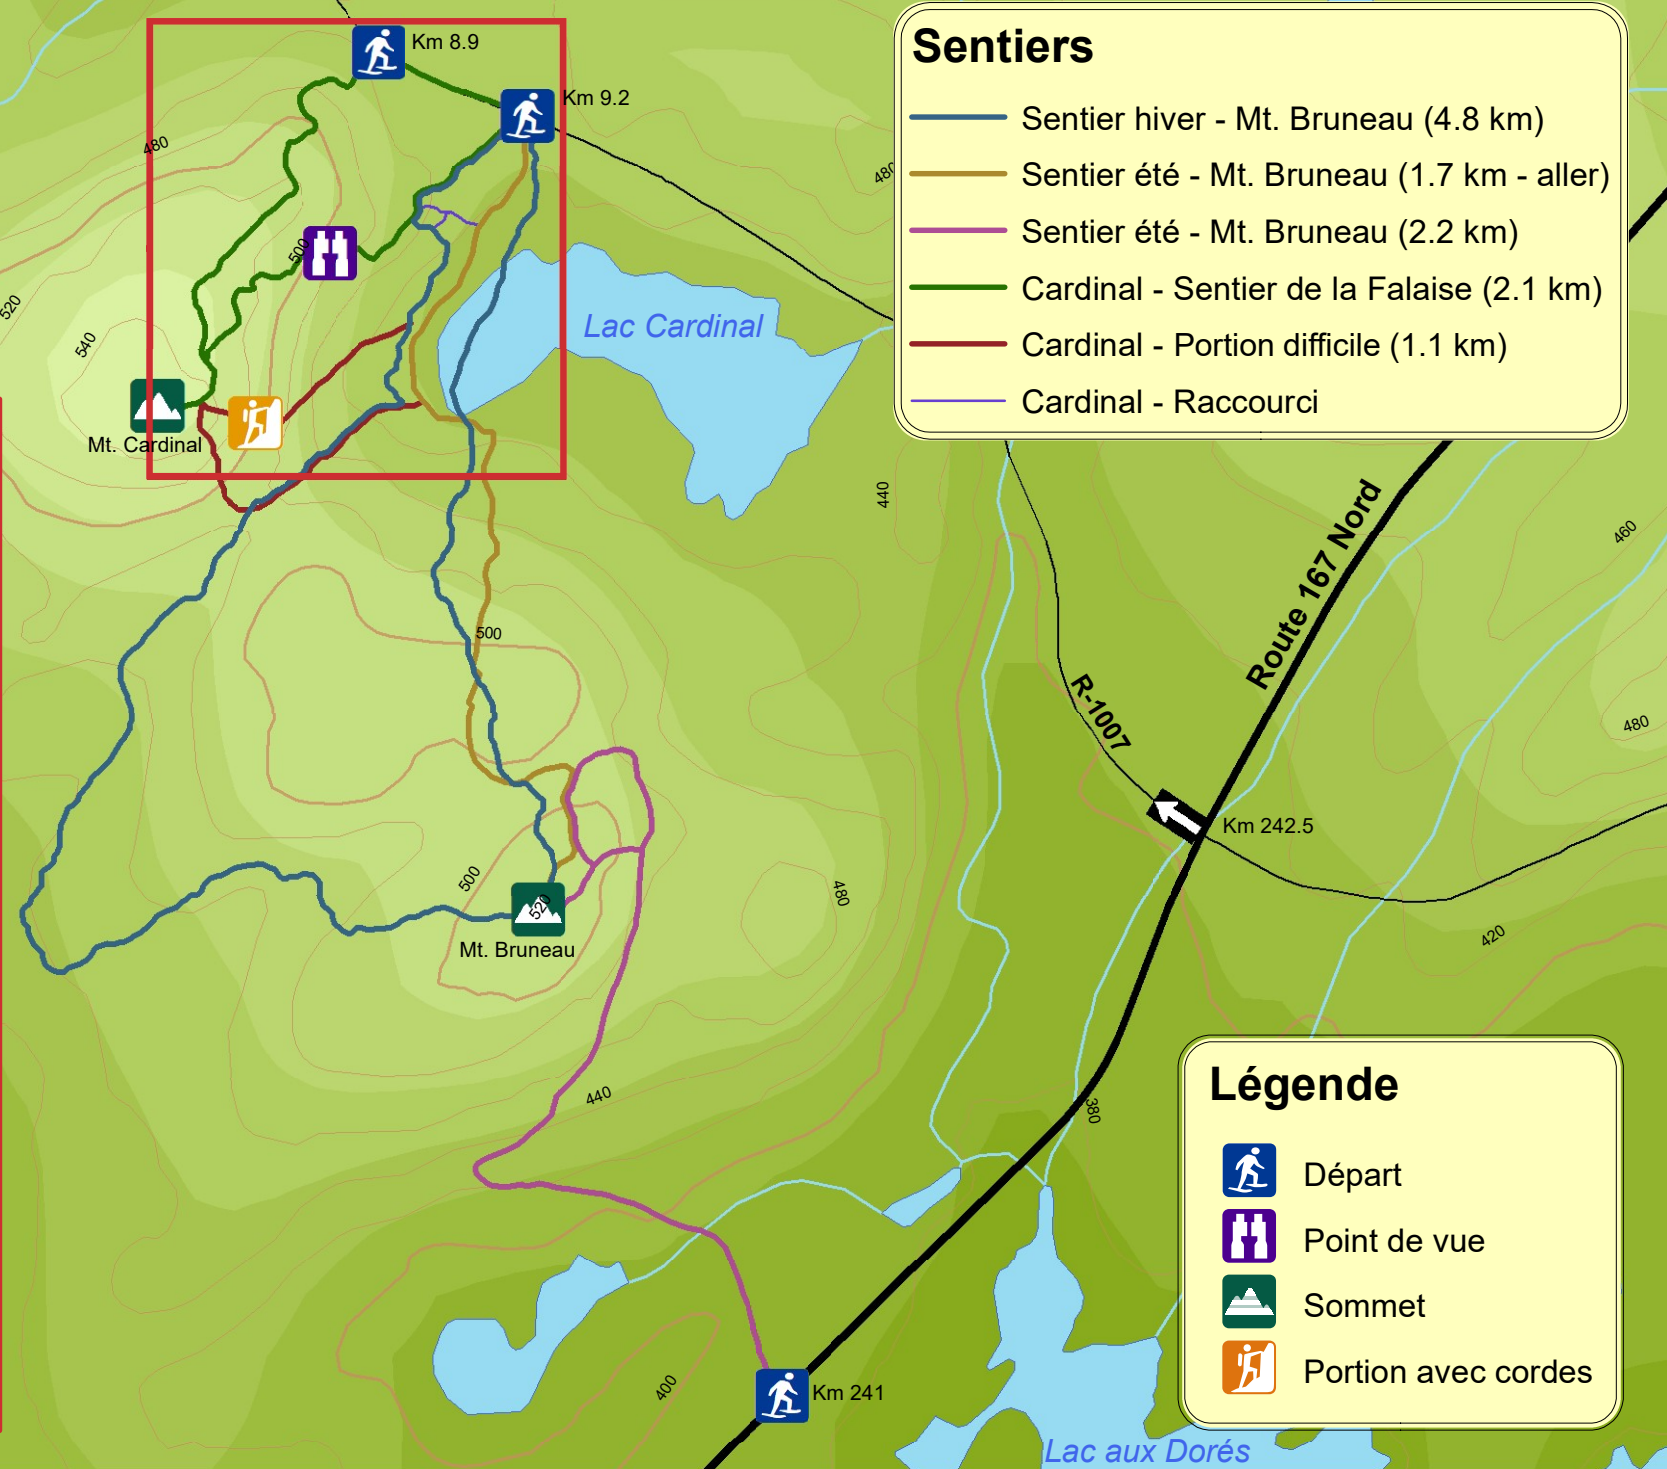 Km 8.9
Km 9.2
480
480
500
520
540
Lac Cardinal
Mt. Cardinal
Sentiers
Sentier hiver - Mt. Bruneau (4.8 km)
Sentier été - Mt. Bruneau (1.7 km - aller)
Sentier été - Mt. Bruneau (2.2 km)
Cardinal - Sentier de la Falaise (2.1 km)
Cardinal - Portion difficile (1.1 km)
Cardinal - Raccourci
440
460
Route 167 Nord
500
R-1007
480
Km 242.5
500
480
520
Mt. Bruneau
420
440
380
Légende
Départ
Point de vue
Sommet
Portion avec cordes
400
Km 241
Lac aux Dorés